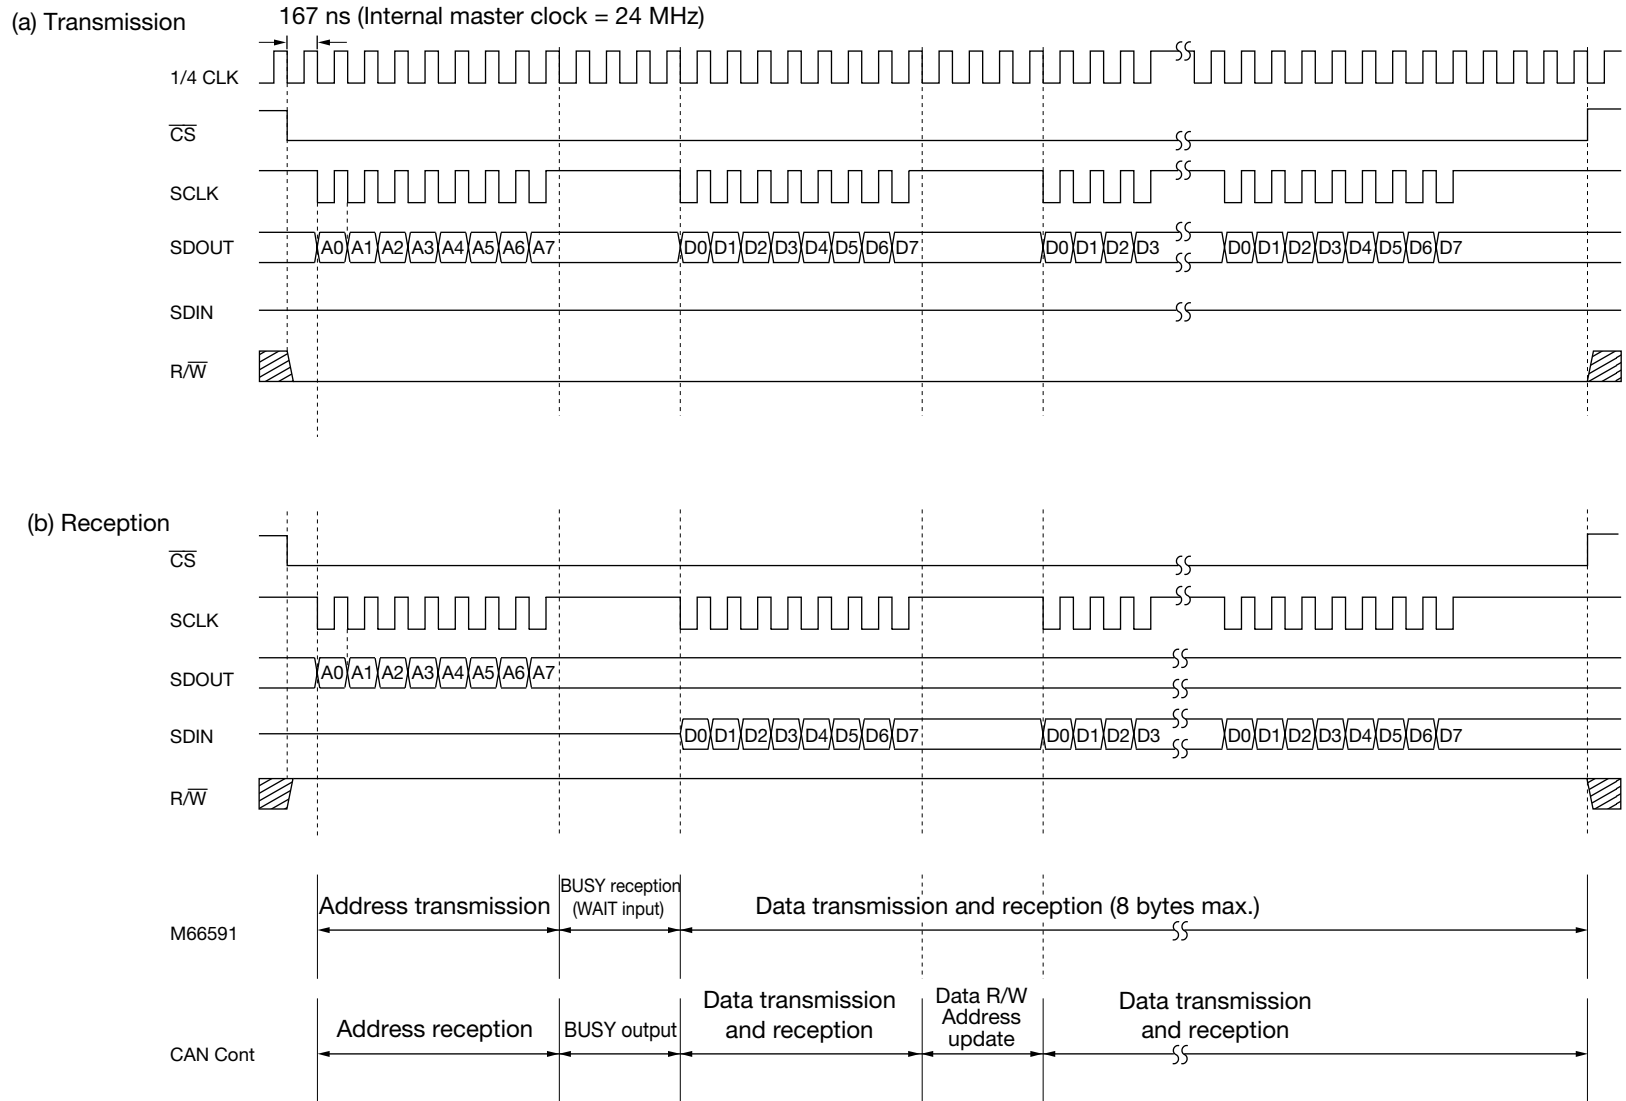 (a) Transmission
167 ns (Internal master clock = 24 MHz)
1/4 CLK
CS
SCLK
SDOUT A0 A1 A2 A3 A4 A5 A6 A7 D0 D1 D2 D3 D4 D5 D6 D7 D0 D1 D2 D3 D0 D1 D2 D3 D4 D5 D6 D7
SDIN
R/W
(b) Reception
CS
SCLK
SDOUT A0 A1 A2 A3 A4 A5 A6 A7
SDIN D0 D1 D2 D3 D4 D5 D6 D7 D0 D1 D2 D3 D0 D1 D2 D3 D4 D5 D6 D7
R/W
M66591
Address transmission
BUSY reception
(WAIT input)
Data transmission and reception (8 bytes max.)
CAN Cont
Address reception
BUSY output
Data transmission
and reception
Data R/W
Address
update
Data transmission
and reception